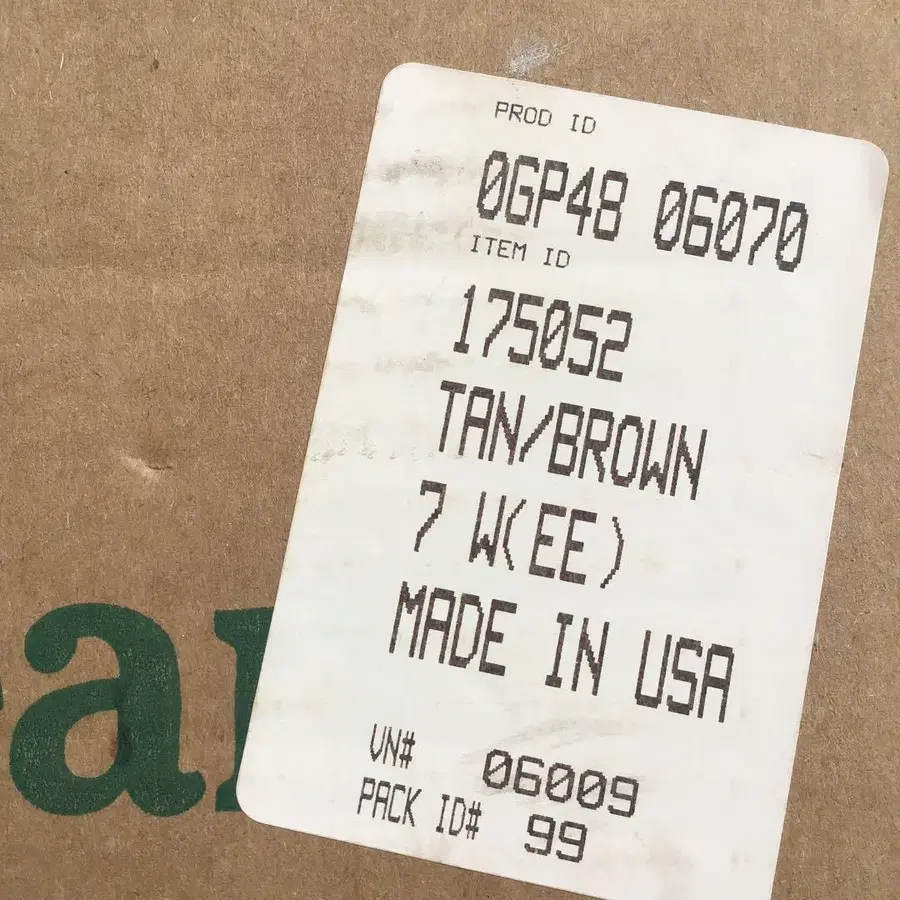 PROD ID
0GP48 06070
ITEM ID
175052
TAN/BROWN
7 W(EE)
MADE IN USA
VN# 06009
PACK ID# 99